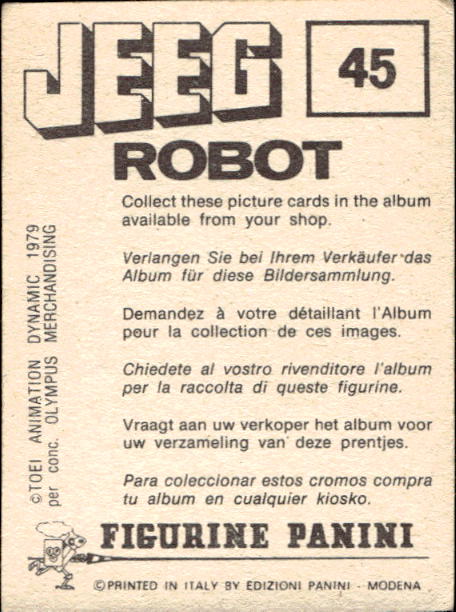 JEEG
45
ROBOT
Collect these picture cards in the album
available from your shop.
Verlangen Sie bei Ihrem Verkäufer das
Album für diese Bildersammlung.
Demandez à votre détaillant l'Album
pour la collection de ces images.
Chiedete al vostro rivenditore l'album
per la raccolta di queste figurine.
Vraagt aan uw verkoper het album voor
uw verzameling van deze prentjes.
Para coleccionar estos cromos compra
tu album en cualquier kiosko.
©TOEI ANIMATION DYNAMIC 1979
per conc. OLYMPUS MERCHANDISING
FIGURINE PANINI
©PRINTED IN ITALY BY EDIZIONI PANINI - MODENA